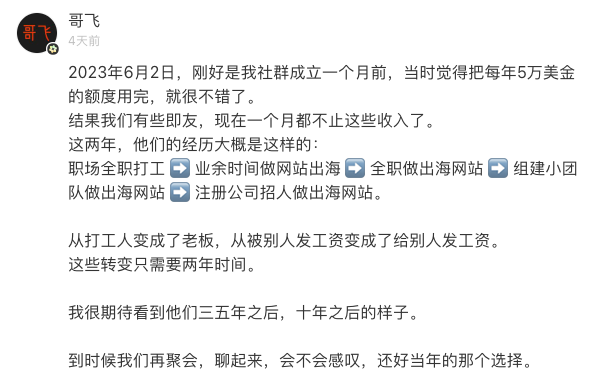 哥飞
哥飞
4天前
2023年6月2日，刚好是我社群成立一个月前，当时觉得把每年5万美金
的额度用完，就很不错了。
结果我们有些即友，现在一个月都不止这些收入了。
这两年，他们的经历大概是这样的：
职场全职打工 ➡️ 业余时间做网站出海 ➡️ 全职做出海网站 ➡️ 组建小团
队做出海网站 ➡️ 注册公司招人做出海网站。
从打工人变成了老板，从被别人发工资变成了给别人发工资。
这些转变只需要两年时间。
我很期待看到他们三五年之后，十年之后的样子。
到时候我们再聚会，聊起来，会不会感叹，还好当年的那个选择。